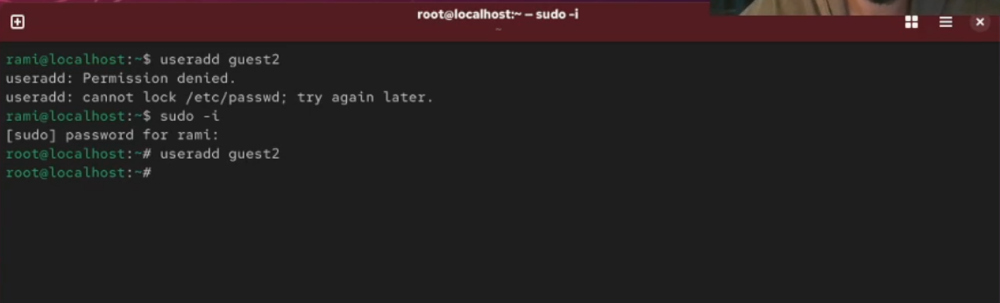 root@localhost:~ — sudo -i
~
rami@localhost:~$ useradd guest2
useradd: Permission denied.
useradd: cannot lock /etc/passwd; try again later.
rami@localhost:~$ sudo -i
[sudo] password for rami:
root@localhost:~# useradd guest2
root@localhost:~#